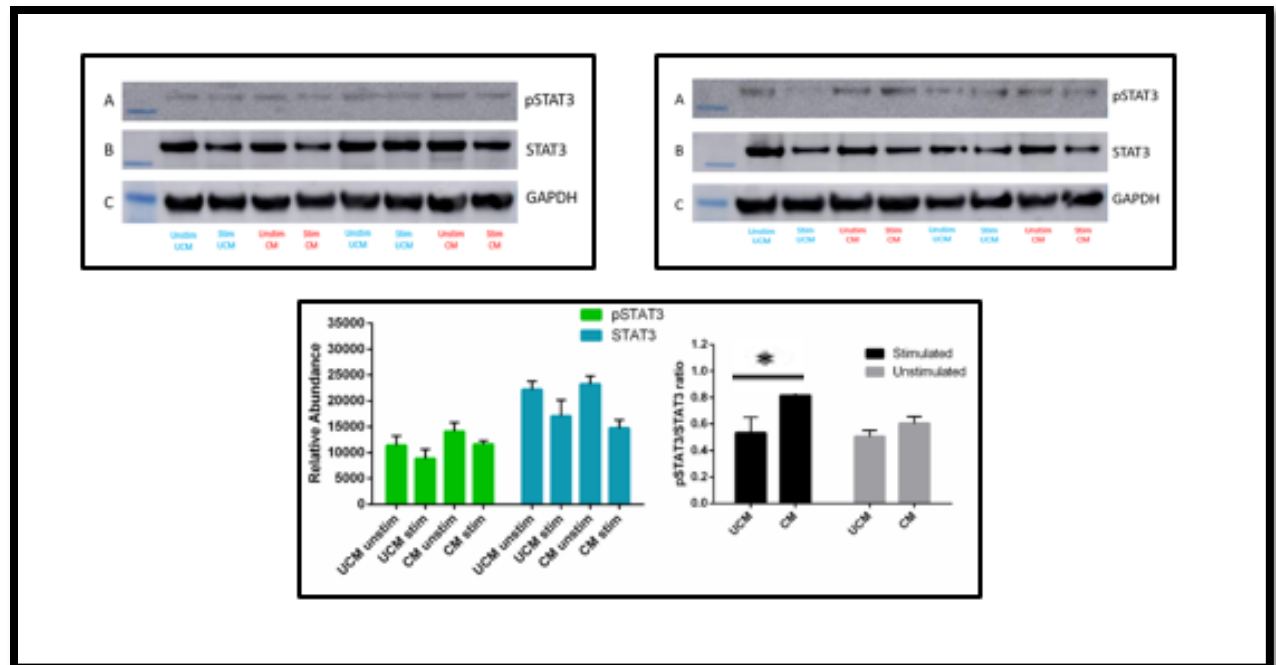 A pSTAT3
B STAT3
C GAPDH
Unstim Stim Unstim Stim Unstim Stim Unstim Stim
UCM UCM CM CM UCM UCM CM CM
A pSTAT3
B STAT3
C GAPDH
Unstim Stim Unstim Stim Unstim Stim Unstim Stim
UCM UCM CM CM UCM UCM CM CM
pSTAT3
STAT3
Relative Abundance
35000
30000
25000
20000
15000
10000
5000
0
UCM unstim
UCM stim
CM unstim
CM stim
UCM unstim
UCM stim
CM unstim
CM stim
Stimulated
Unstimulated
*
pSTAT3/STAT3 ratio
1.2
1.0
0.8
0.6
0.4
0.2
0.0
UCM
CM
UCM
CM